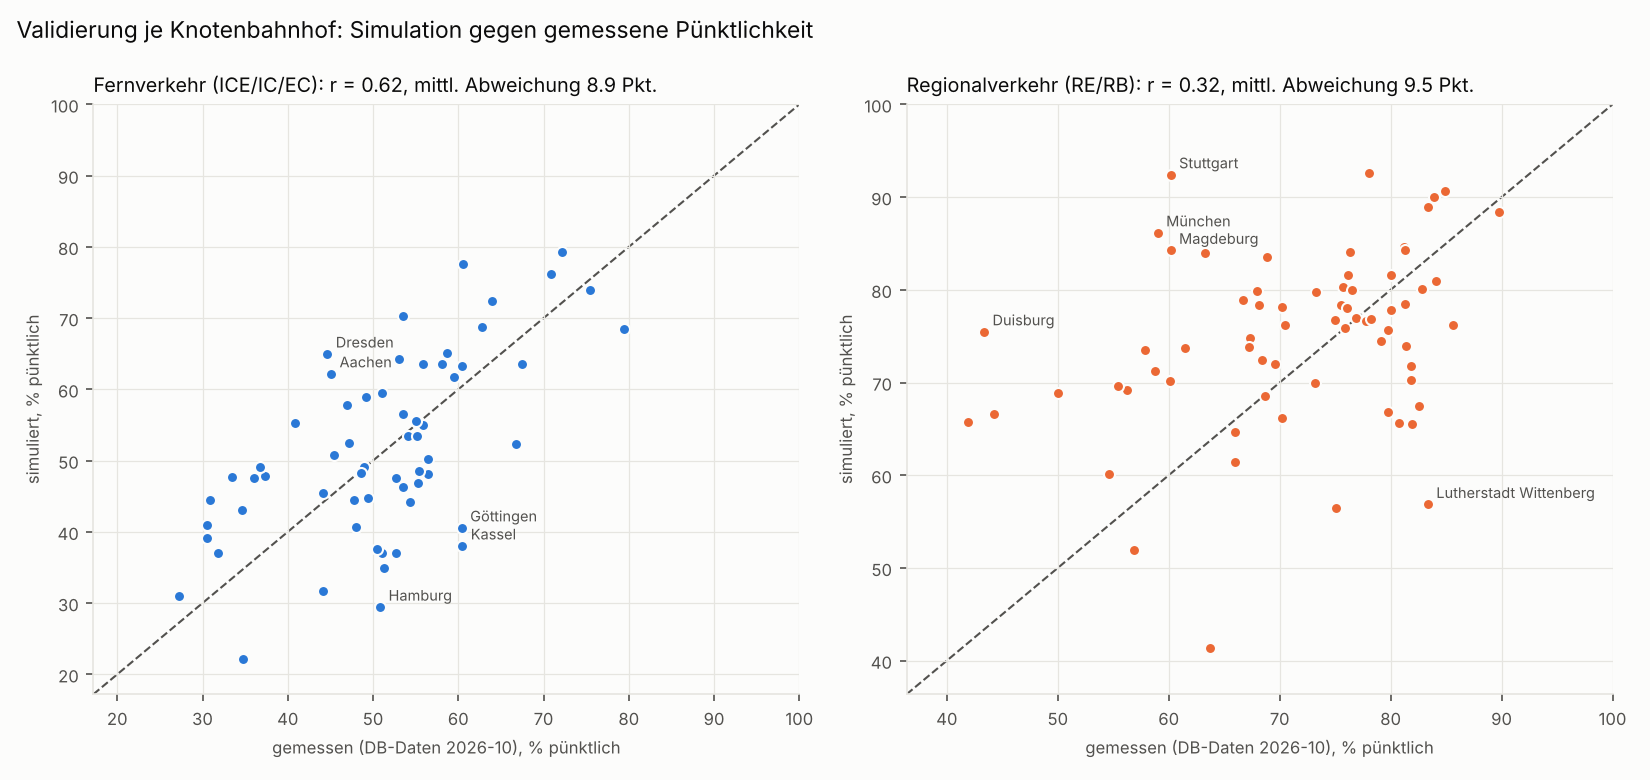 Validierung je Knotenbahnhof: Simulation gegen gemessene Pünktlichkeit
Fernverkehr (ICE/IC/EC): r = 0.62, mittl. Abweichung 8.9 Pkt.
100
90
80
70
60
50
40
30
20
simuliert, % pünktlich
Dresden
Aachen
Göttingen
Kassel
Hamburg
20 30 40 50 60 70 80 90 100
gemessen (DB-Daten 2026-10), % pünktlich
Regionalverkehr (RE/RB): r = 0.32, mittl. Abweichung 9.5 Pkt.
100
90
80
70
60
50
40
simuliert, % pünktlich
Stuttgart
München
Magdeburg
Duisburg
Lutherstadt Wittenberg
40 50 60 70 80 90 100
gemessen (DB-Daten 2026-10), % pünktlich